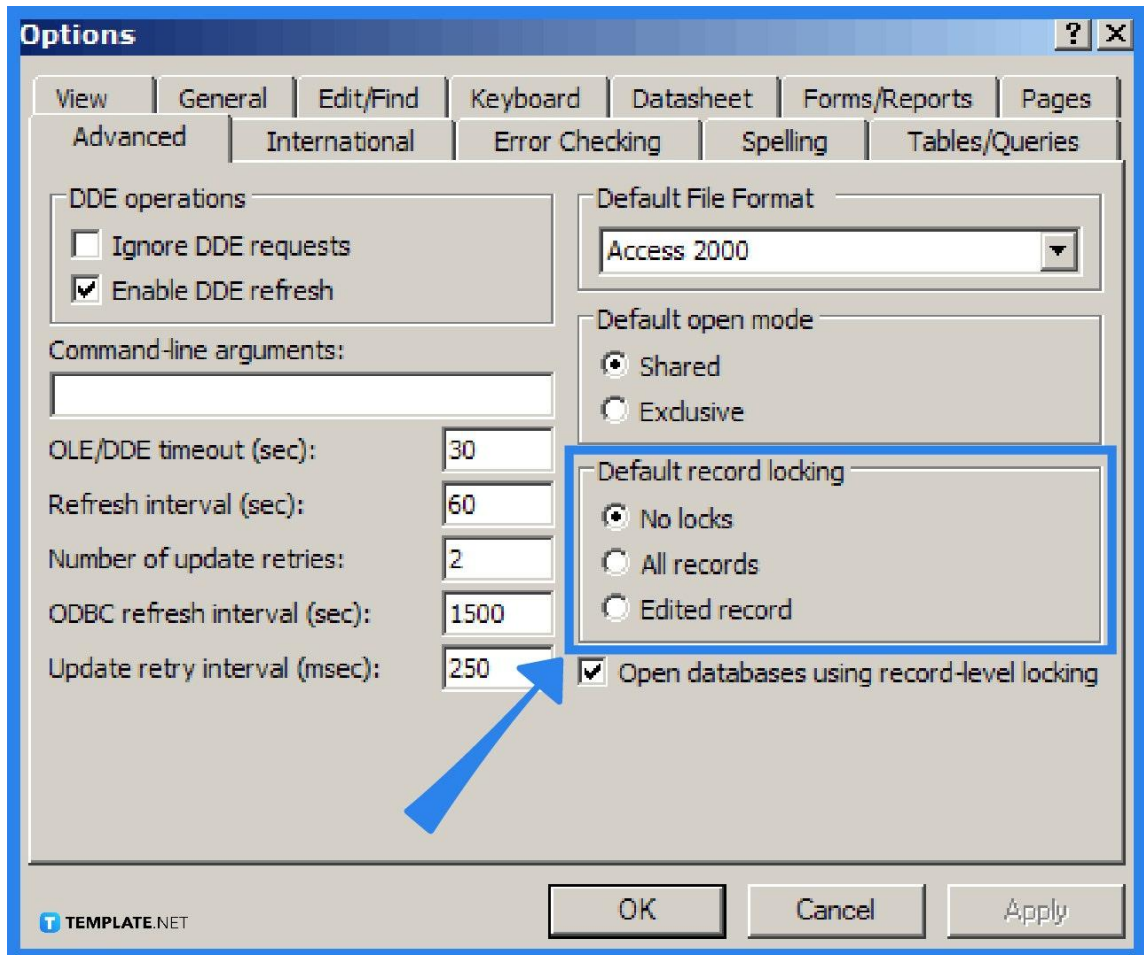 Options
View General Edit/Find Keyboard Datasheet Forms/Reports Pages
Advanced International Error Checking Spelling Tables/Queries
DDE operations
Ignore DDE requests
Enable DDE refresh
Command-line arguments:
OLE/DDE timeout (sec): 30
Refresh interval (sec): 60
Number of update retries: 2
ODBC refresh interval (sec): 1500
Update retry interval (msec): 250
Default File Format
Access 2000
Default open mode
Shared
Exclusive
Default record locking
No locks
All records
Edited record
Open databases using record-level locking
OK Cancel Apply
T TEMPLATE.NET